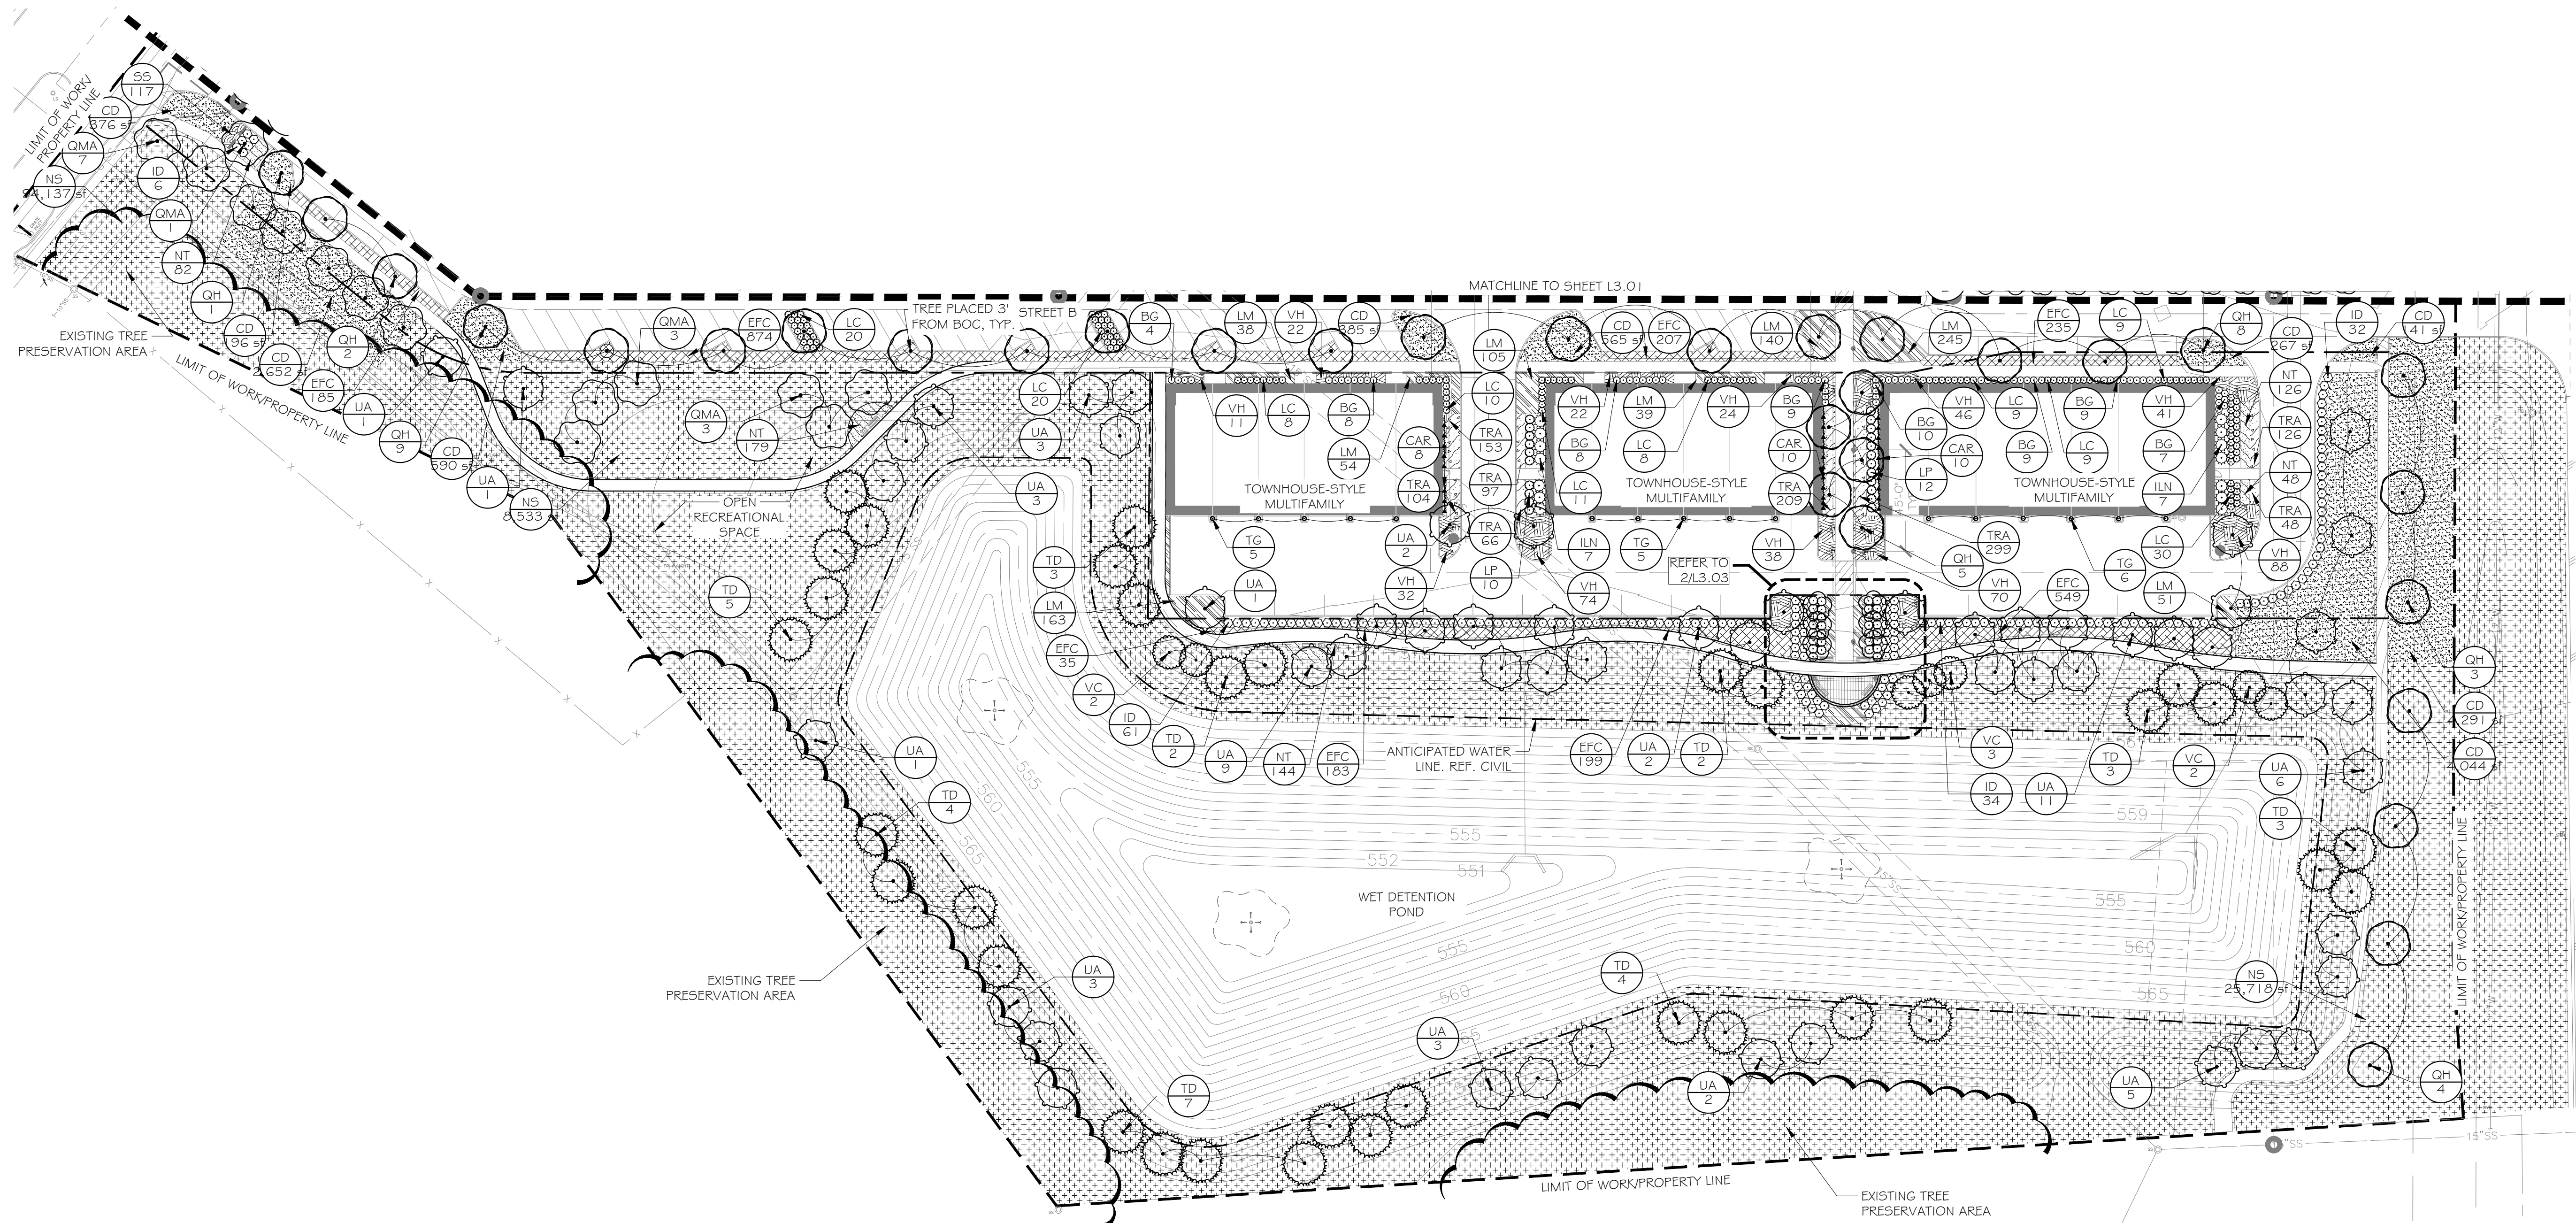 SS
117
CD
376 sf
QMA
7
NS
LIMIT OF WORK/
PROPERTY LINE
ID
6
QMA
1
NT
82
QH
1
CD
QH
2
CD
EFC
185
UA
1
QH
9
CD
590 sf
UA
1
NS
EXISTING TREE
PRESERVATION AREA
LIMIT OF WORK/PROPERTY LINE
MATCHLINE TO SHEET L3.01
QMA
3
EFC
874
LC
20
TREE PLACED 3'
FROM BOC, TYP.
STREET B
BG
4
LM
38
VH
22
CD
385 sf
LM
105
CD
565 sf
EFC
207
LM
140
LM
245
EFC
235
LC
9
QH
8
CD
267 sf
ID
32
CD
QMA
3
NT
179
LC
20
UA
3
UA
3
VH
11
LC
8
BG
8
LM
54
CAR
8
TRA
104
LC
10
TRA
153
TRA
97
TRA
66
LP
10
VH
22
BG
8
LC
11
LM
39
LC
8
VH
24
BG
9
CAR
10
TRA
209
BG
10
CAR
10
LP
12
VH
46
LC
9
BG
9
BG
9
LC
9
VH
41
BG
7
ILN
7
NT
126
TRA
126
NT
48
TRA
48
VH
88
LC
30
TOWNHOUSE-STYLE
MULTIFAMILY
TOWNHOUSE-STYLE
MULTIFAMILY
TOWNHOUSE-STYLE
MULTIFAMILY
OPEN
RECREATIONAL
SPACE
TG
5
UA
1
UA
2
VH
32
ILN
7
TG
5
VH
74
VH
38
REFER TO
2/L3.03
QH
5
TRA
299
VH
70
EFC
549
TG
6
LM
51
TD
5
TD
3
LM
163
EFC
35
VC
2
ID
61
TD
2
UA
9
NT
144
EFC
183
ANTICIPATED WATER
LINE. REF. CIVIL
EFC
199
UA
2
TD
2
VC
3
ID
34
UA
11
TD
3
VC
2
UA
6
TD
3
QH
3
CD
CD
UA
1
TD
4
555
560
565
555
552
551
559
555
560
565
555
560
15"SS
WET DETENTION
POND
EXISTING TREE
PRESERVATION AREA
UA
3
TD
7
UA
3
TD
4
UA
2
UA
5
NS
25,718 sf
QH
4
LIMIT OF WORK/PROPERTY LINE
LIMIT OF WORK/PROPERTY LINE
EXISTING TREE
PRESERVATION AREA
15"SS